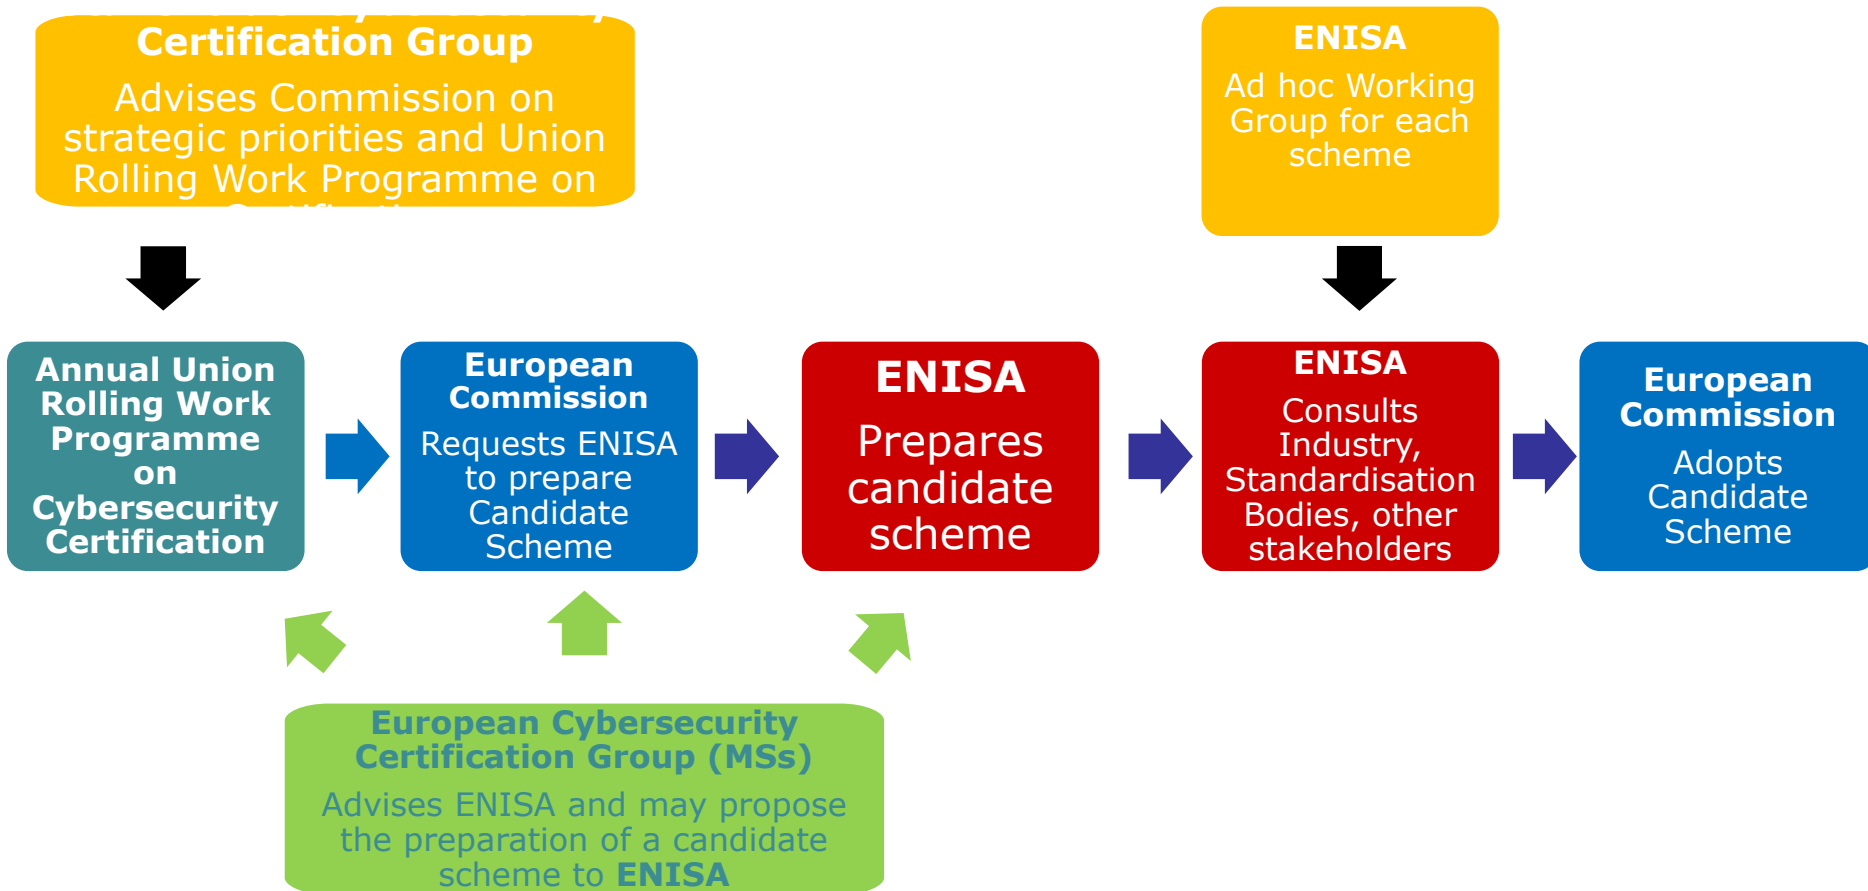 Certification Group
Advises Commission on
strategic priorities and Union
Rolling Work Programme on
ENISA
Ad hoc Working
Group for each
scheme
Annual Union
Rolling Work
Programme
on
Cybersecurity
Certification
European
Commission
Requests ENISA
to prepare
Candidate
Scheme
ENISA
Prepares
candidate
scheme
ENISA
Consults
Industry,
Standardisation
Bodies, other
stakeholders
European
Commission
Adopts
Candidate
Scheme
European Cybersecurity
Certification Group (MSs)
Advises ENISA and may propose
the preparation of a candidate
scheme to ENISA